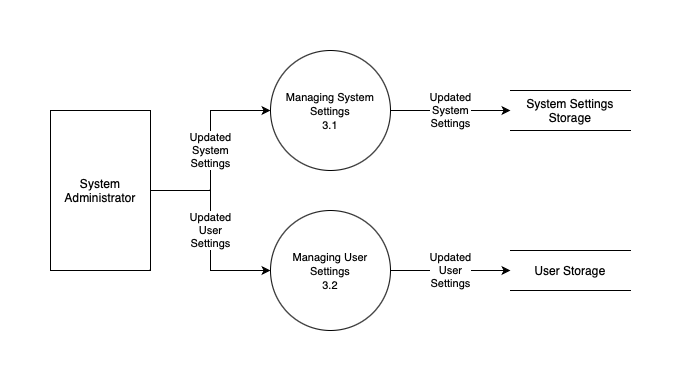 System
Administrator
Updated
System
Settings
Updated
User
Settings
Managing System
Settings
3.1
Updated
System
Settings
System Settings
Storage
Managing User
Settings
3.2
Updated
User
Settings
User Storage